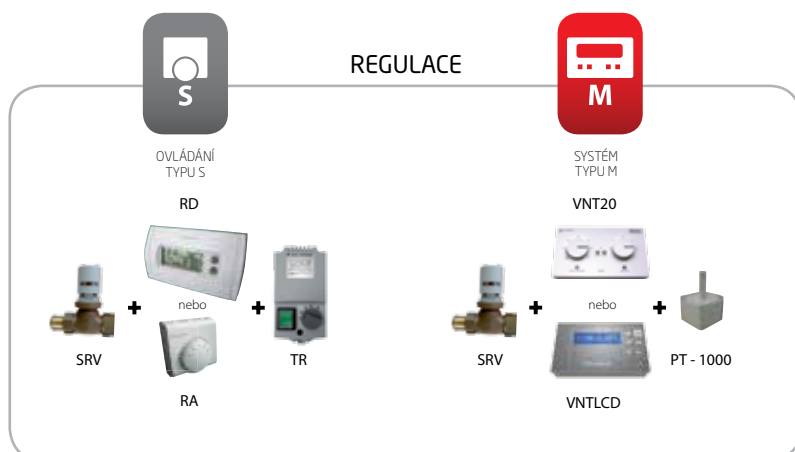 REGULACE
S
OVLÁDÁNÍ
TYPU S
RD
nebo
SRV
RA
TR
M
SYSTÉM
TYPU M
VNT20
nebo
SRV
VNTLCD
PT - 1000